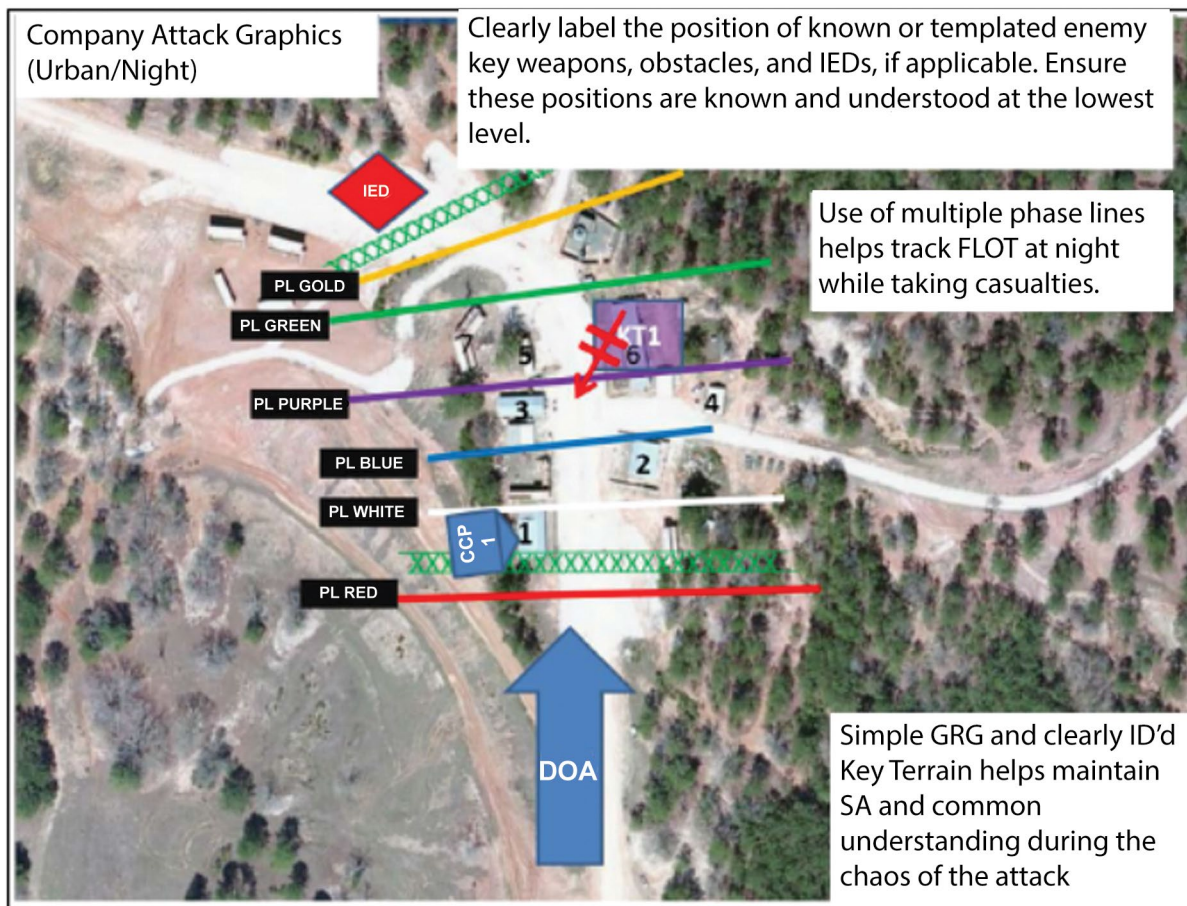 Company Attack Graphics
(Urban/Night)
Clearly label the position of known or templated enemy
key weapons, obstacles, and IEDs, if applicable. Ensure
these positions are known and understood at the lowest
level.
IED
Use of multiple phase lines
helps track FLOT at night
while taking casualties.
PL GOLD
PL GREEN
KT1
7
5
6
PL PURPLE
3
4
PL BLUE
2
PL WHITE
CCP
1
1
PL RED
DOA
Simple GRG and clearly ID’d
Key Terrain helps maintain
SA and common
understanding during the
chaos of the attack